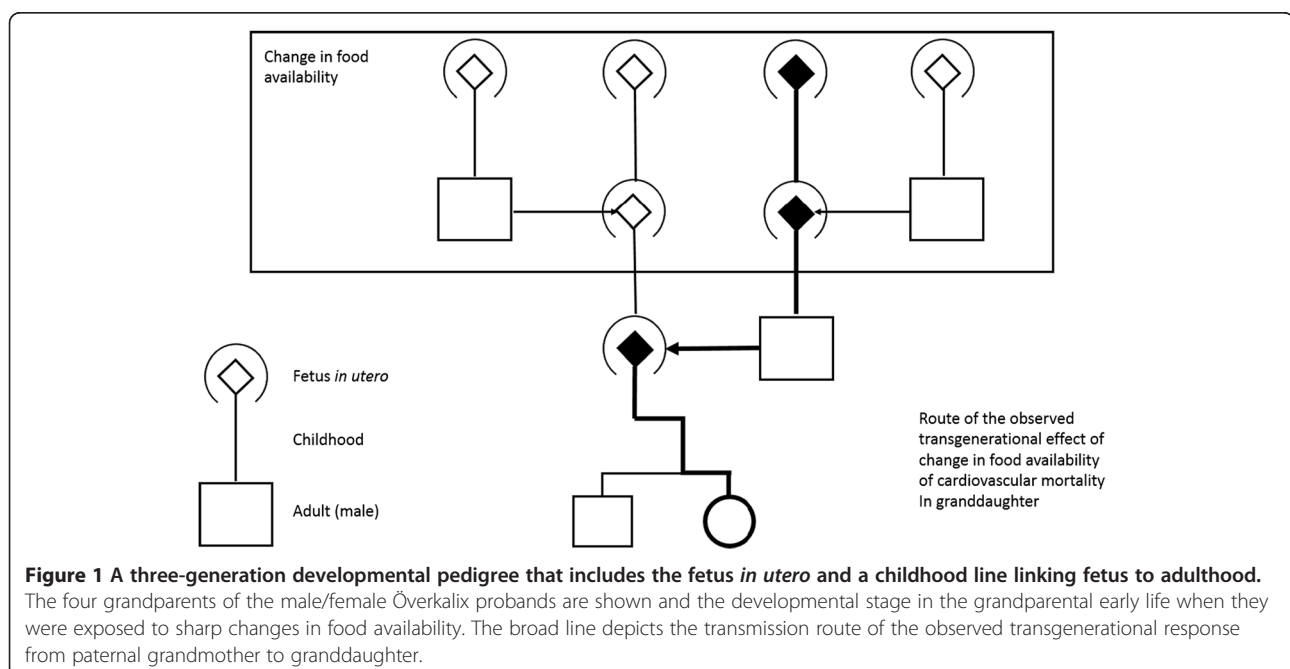 Change in food
availability
Fetus in utero
Childhood
Adult (male)
Route of the observed
transgenerational effect of
change in food availability
of cardiovascular mortality
In granddaughter
Figure 1 A three-generation developmental pedigree that includes the fetus in utero and a childhood line linking fetus to adulthood.
The four grandparents of the male/female Överkalix probands are shown and the developmental stage in the grandparental early life when they
were exposed to sharp changes in food availability. The broad line depicts the transmission route of the observed transgenerational response
from paternal grandmother to granddaughter.